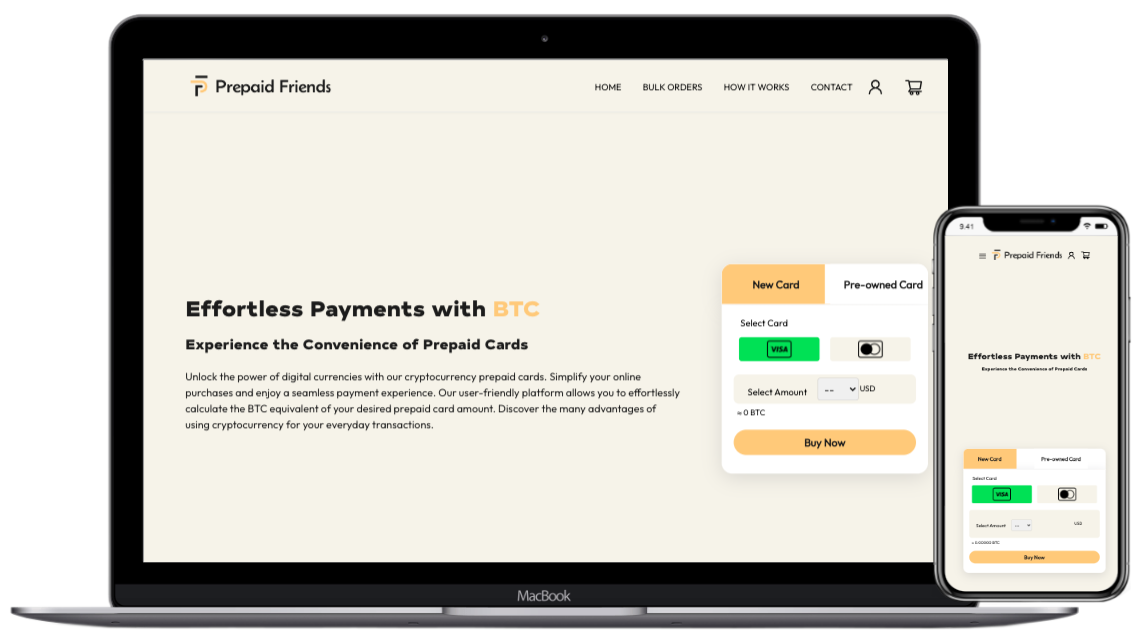 Prepaid Friends
HOME BULK ORDERS HOW IT WORKS CONTACT
Effortless Payments with BTC
Experience the Convenience of Prepaid Cards
Unlock the power of digital currencies with our cryptocurrency prepaid cards. Simplify your online
purchases and enjoy a seamless payment experience. Our user-friendly platform allows you to effortlessly
calculate the BTC equivalent of your desired prepaid card amount. Discover the many advantages of
using cryptocurrency for your everyday transactions.
New Card Pre-owned Card
Select Card
VISA
Select Amount -- USD
≈ 0 BTC
Buy Now
MacBook
9:41
Prepaid Friends
Effortless Payments with BTC
Experience the Convenience of Prepaid Cards
New Card Pre-owned Card
Select Card
VISA
Select Amount -- USD
Buy Now